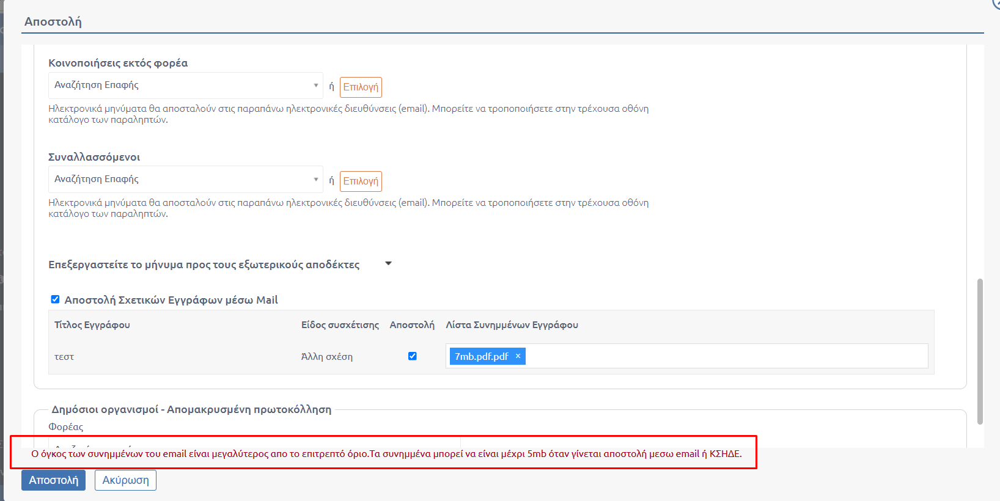 Αποστολή
Κοινοποιήσεις εκτός φορέα
Αναζήτηση Επαφής ή Επιλογή
Ηλεκτρονικά μηνύματα θα αποσταλούν στις παραπάνω ηλεκτρονικές διευθύνσεις (email). Μπορείτε να τροποποιήσετε στην τρέχουσα οθόνη
κατάλογο των παραληπτών.
Συναλλασσόμενοι
Αναζήτηση Επαφής ή Επιλογή
Ηλεκτρονικά μηνύματα θα αποσταλούν στις παραπάνω ηλεκτρονικές διευθύνσεις (email). Μπορείτε να τροποποιήσετε στην τρέχουσα οθόνη
κατάλογο των παραληπτών.
Επεξεργαστείτε το μήνυμα προς τους εξωτερικούς αποδέκτες
Αποστολή Σχετικών Εγγράφων μέσω Mail
Τίτλος Εγγράφου Είδος συσχέτισης Αποστολή Λίστα Συνημμένων Εγγράφου
τεστ Άλλη σχέση 7mb.pdf.pdf ×
Δημόσιοι οργανισμοί - Απομακρυσμένη πρωτοκόλληση
Φορέας
Ο όγκος των συνημμένων του email είναι μεγαλύτερος απο το επιτρεπτό όριο.Τα συνημμένα μπορεί να είναι μέχρι 5mb όταν γίνεται αποστολή μεσω email ή ΚΣΗΔΕ.
Αποστολή Ακύρωση